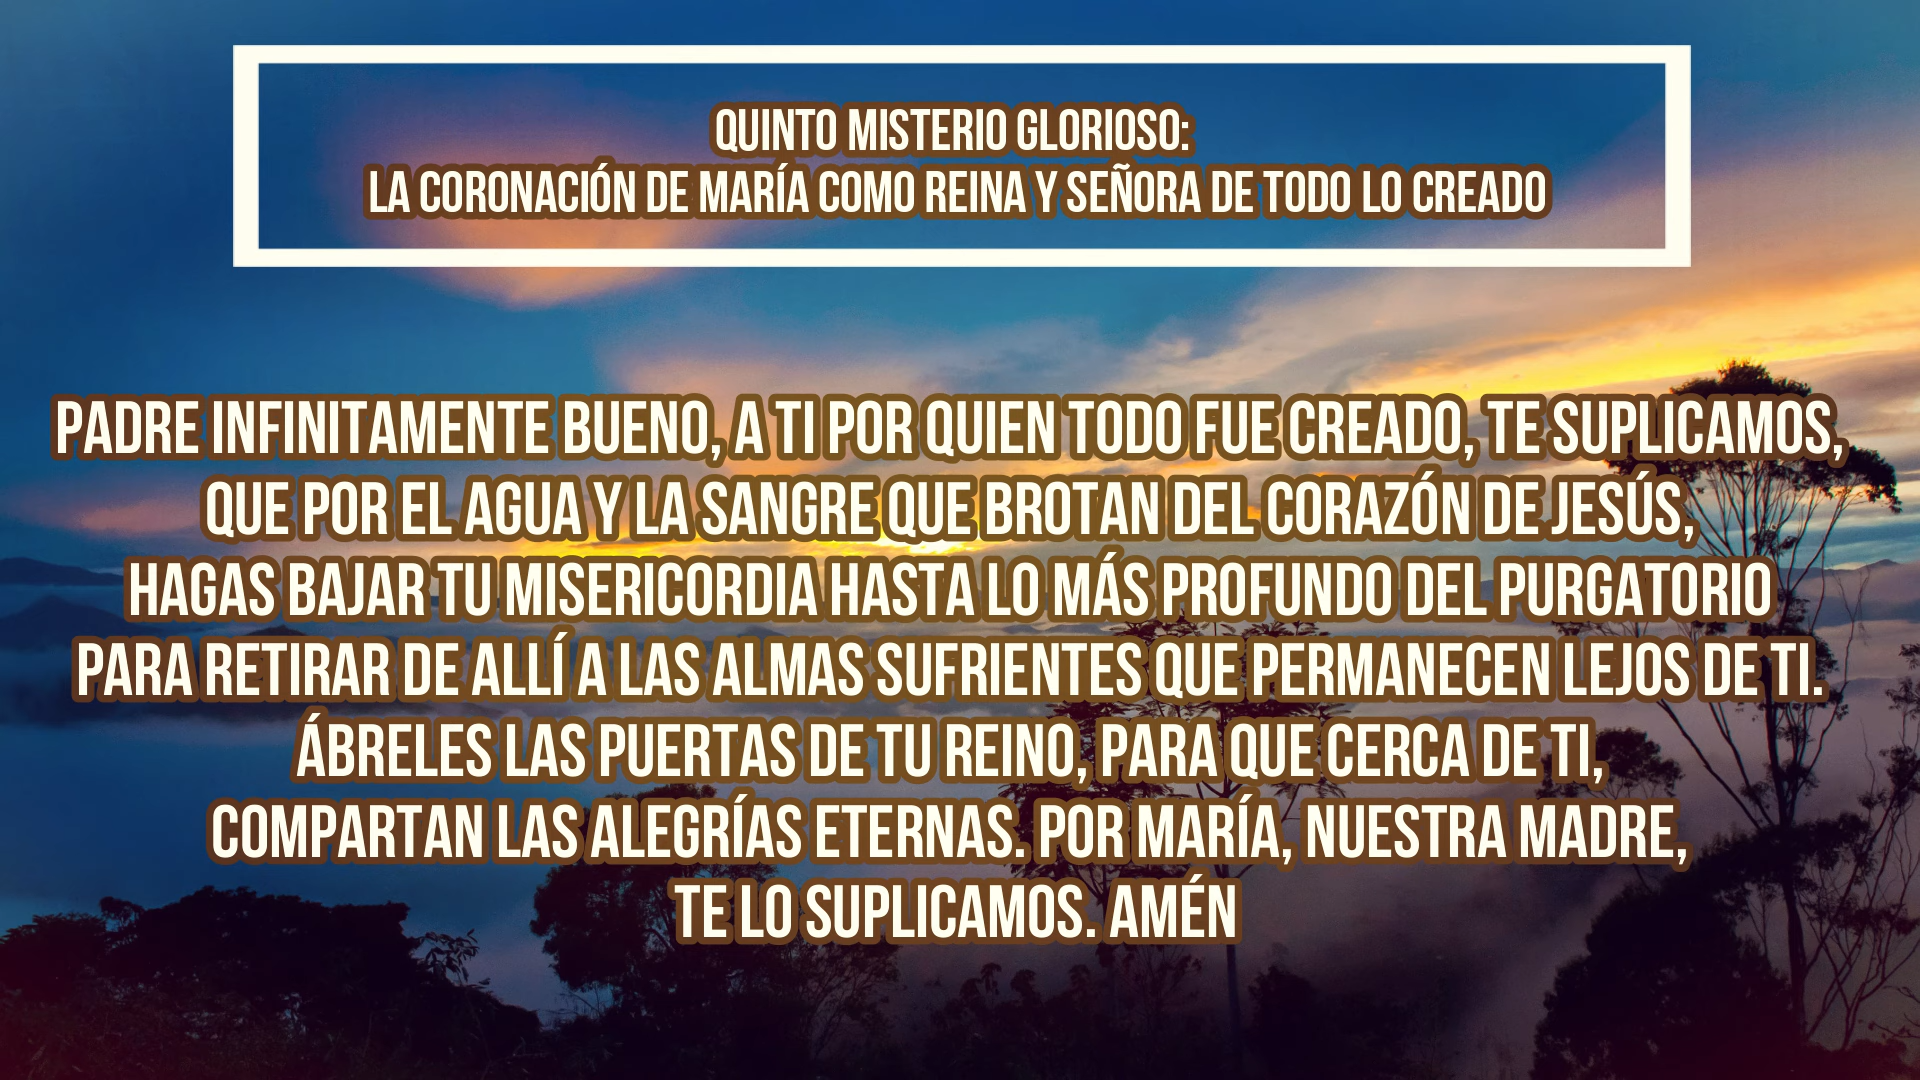 QUINTO MISTERIO GLORIOSO:
LA CORONACIÓN DE MARÍA COMO REINA Y SEÑORA DE TODO LO CREADO
PADRE INFINITAMENTE BUENO, A TI POR QUIEN TODO FUE CREADO, TE SUPLICAMOS,
QUE POR EL AGUA Y LA SANGRE QUE BROTAN DEL CORAZÓN DE JESÚS,
HAGAS BAJAR TU MISERICORDIA HASTA LO MÁS PROFUNDO DEL PURGATORIO
PARA RETIRAR DE ALLÍ A LAS ALMAS SUFRIENTES QUE PERMANECEN LEJOS DE TI.
ÁBRELES LAS PUERTAS DE TU REINO, PARA QUE CERCA DE TI,
COMPARTAN LAS ALEGRÍAS ETERNAS. POR MARÍA, NUESTRA MADRE,
TE LO SUPLICAMOS. AMÉN